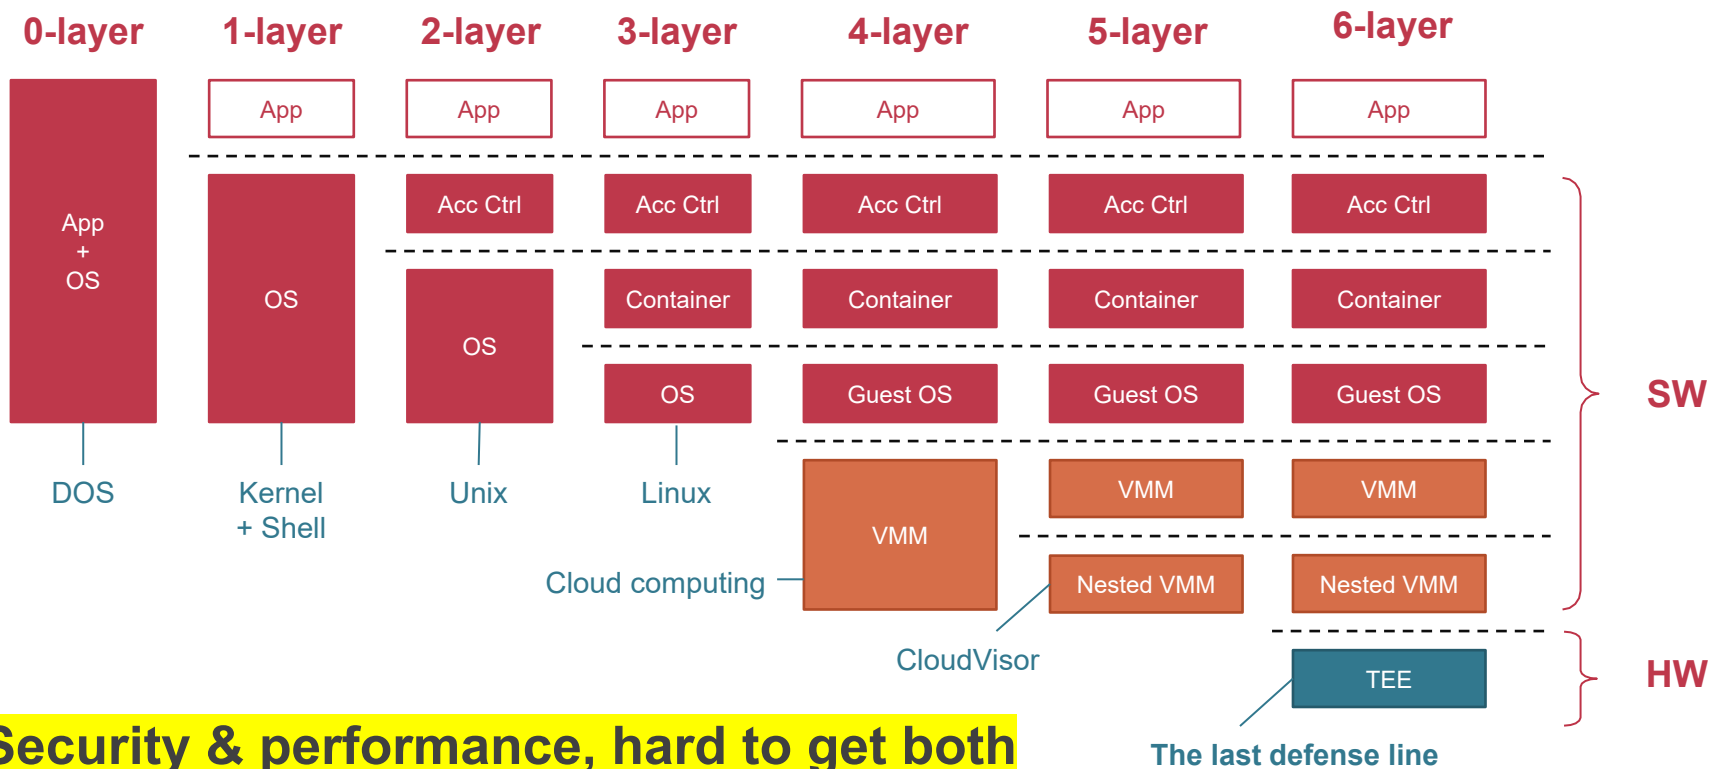 0-layer
1-layer
2-layer
3-layer
4-layer
5-layer
6-layer
App
App
App
App
App
App
App
+
OS
OS
Acc Ctrl
Acc Ctrl
Acc Ctrl
Acc Ctrl
Acc Ctrl
OS
Container
Container
Container
Container
OS
Guest OS
Guest OS
Guest OS
SW
DOS
Kernel
+ Shell
Unix
Linux
VMM
VMM
VMM
Cloud computing
Nested VMM
Nested VMM
CloudVisor
TEE
HW
Security & performance, hard to get both
The last defense line